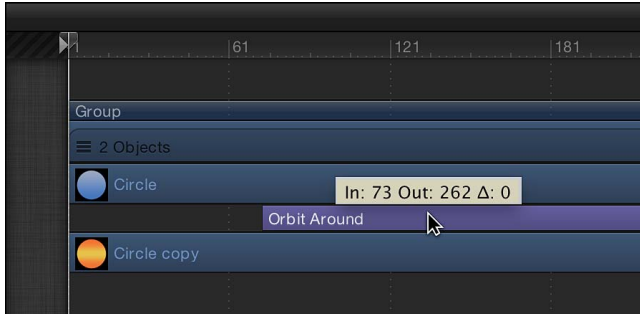 1 61 121 181
Group
2 Objects
Circle
In: 73 Out: 262 Δ: 0
Orbit Around
Circle copy